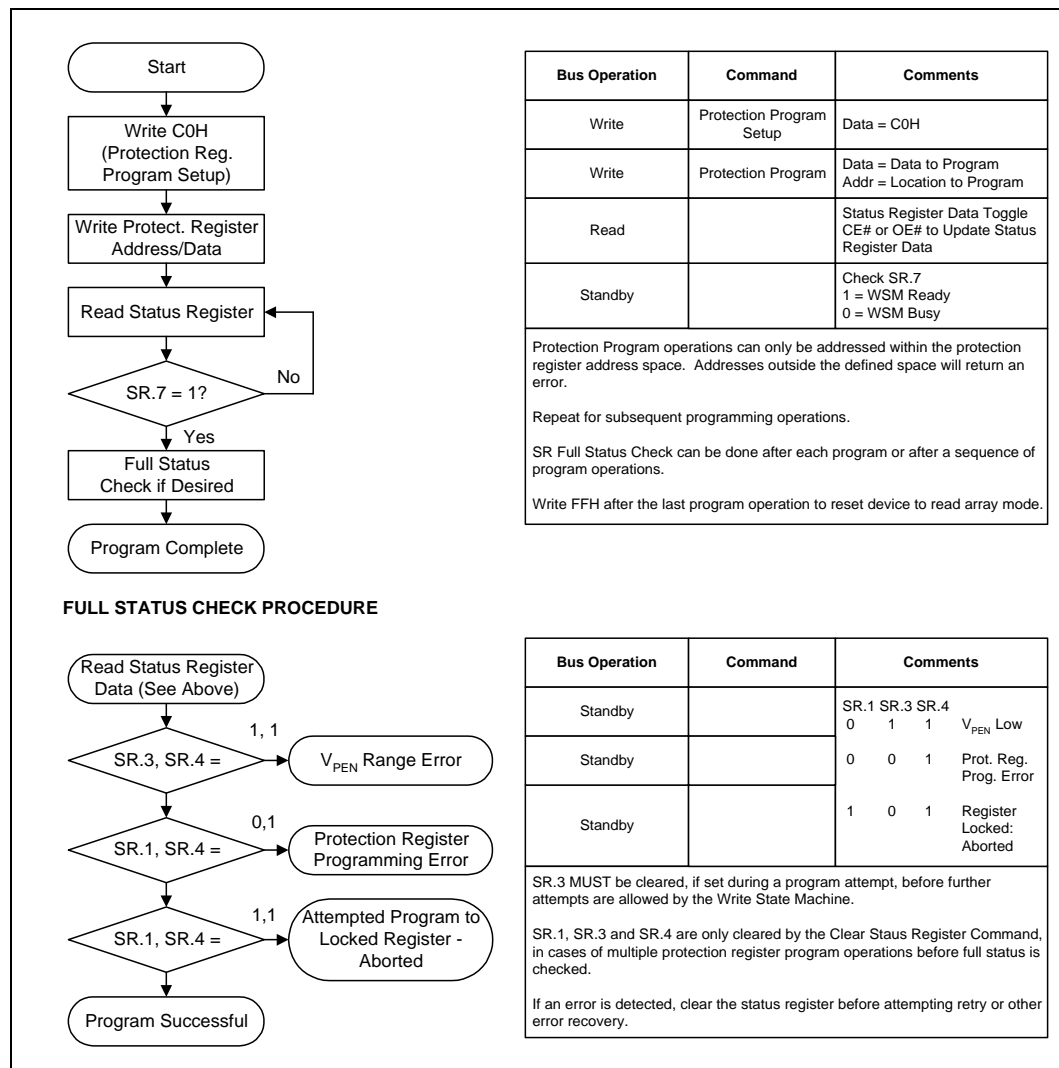 Start
Write C0H
(Protection Reg.
Program Setup)
Write Protect. Register
Address/Data
Read Status Register
No
SR.7 = 1?
Yes
Full Status
Check if Desired
Program Complete
Bus Operation Command Comments
Write Protection Program
Setup Data = C0H
Write Protection Program Data = Data to Program
Addr = Location to Program
Read Status Register Data Toggle
CE# or OE# to Update Status
Register Data
Standby Check SR.7
1 = WSM Ready
0 = WSM Busy
Protection Program operations can only be addressed within the protection
register address space. Addresses outside the defined space will return an
error.
Repeat for subsequent programming operations.
SR Full Status Check can be done after each program or after a sequence of
program operations.
Write FFH after the last program operation to reset device to read array mode.
FULL STATUS CHECK PROCEDURE
Read Status Register
Data (See Above)
1, 1
SR.3, SR.4 =
VPEN Range Error
0,1
SR.1, SR.4 =
Protection Register
Programming Error
1,1
SR.1, SR.4 =
Attempted Program to
Locked Register -
Aborted
Program Successful
Bus Operation Command Comments
Standby SR.1 SR.3 SR.4
0 1 1 VPEN Low
Standby 0 0 1 Prot. Reg.
Prog. Error
Standby 1 0 1 Register
Locked:
Aborted
SR.3 MUST be cleared, if set during a program attempt, before further
attempts are allowed by the Write State Machine.
SR.1, SR.3 and SR.4 are only cleared by the Clear Staus Register Command,
in cases of multiple protection register program operations before full status is
checked.
If an error is detected, clear the status register before attempting retry or other
error recovery.